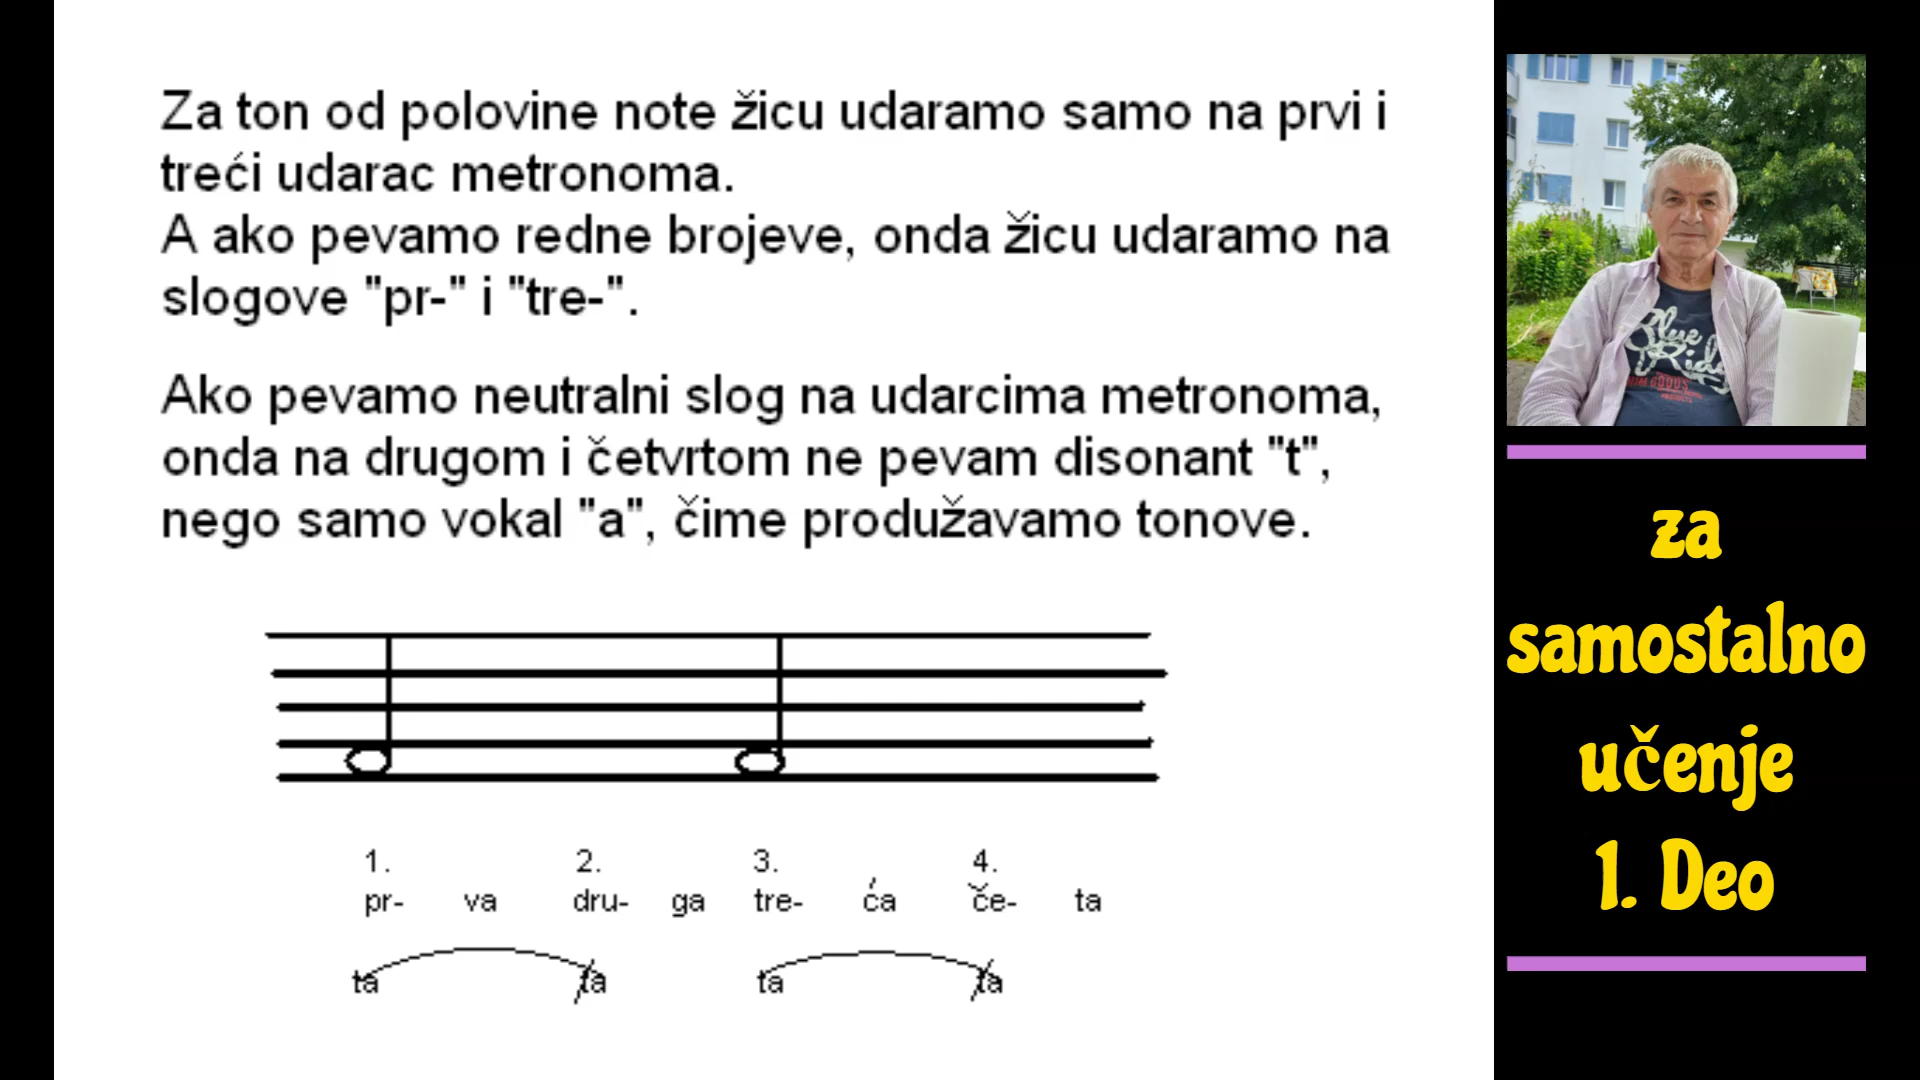 Za ton od polovine note žicu udaramo samo na prvi i
treći udarac metronoma.
A ako pevamo redne brojeve, onda žicu udaramo na
slogove "pr-" i "tre-".
Ako pevamo neutralni slog na udarcima metronoma,
onda na drugom i četvrtom ne pevam disonant "t",
nego samo vokal "a", čime produžavamo tonove.
1. 2. 3. 4.
pr- va dru- ga tre- ća če- ta
ta ta ta ta
Blue
Rid
GOODS
za
samostalno
učenje
1. Deo